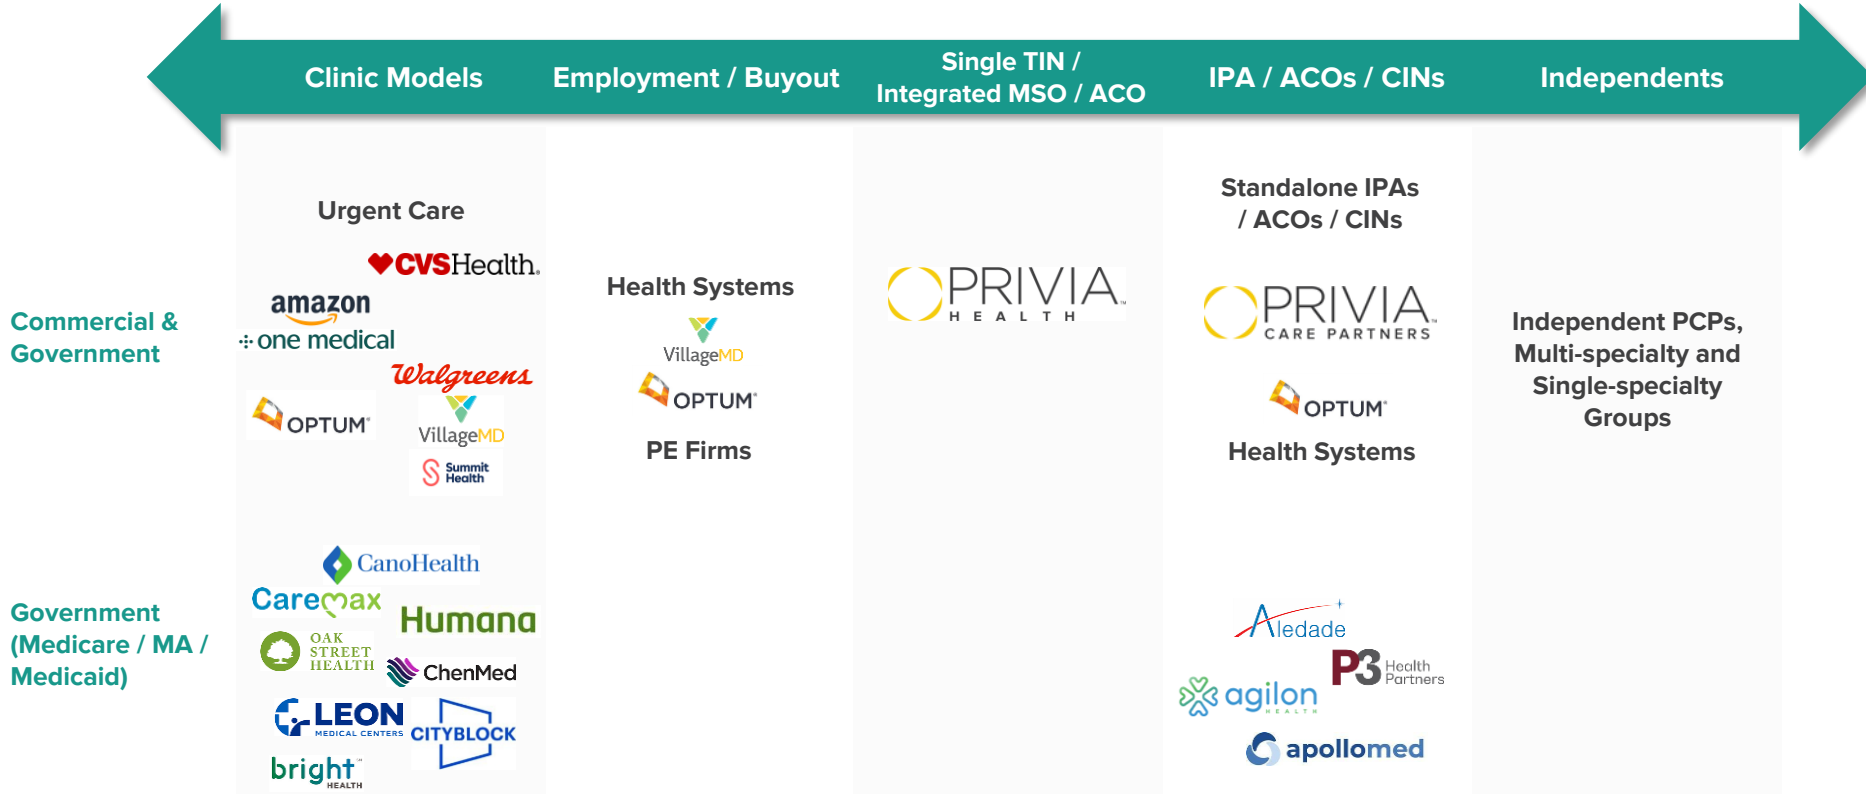 Clinic Models
Employment / Buyout
Single TIN /
Integrated MSO / ACO
IPA / ACOs / CINs
Independents
Commercial &
Government
Urgent Care
CVSHealth.
amazon
one medical
Walgreens
OPTUM®
VillageMD
Summit
Health
Health Systems
VillageMD
OPTUM®
PE Firms
PRIVIA™
HEALTH
Standalone IPAs
/ ACOs / CINs
PRIVIA™
CARE PARTNERS
OPTUM®
Health Systems
Independent PCPs,
Multi-specialty and
Single-specialty
Groups
Government
(Medicare / MA /
Medicaid)
CanoHealth
Caremax
Humana
OAK
STREET
HEALTH
ChenMed
LEON
MEDICAL CENTERS
CITYBLOCK
bright™
HEALTH
Aledade
P3 Health
Partners
agilon
HEALTH
apollomed